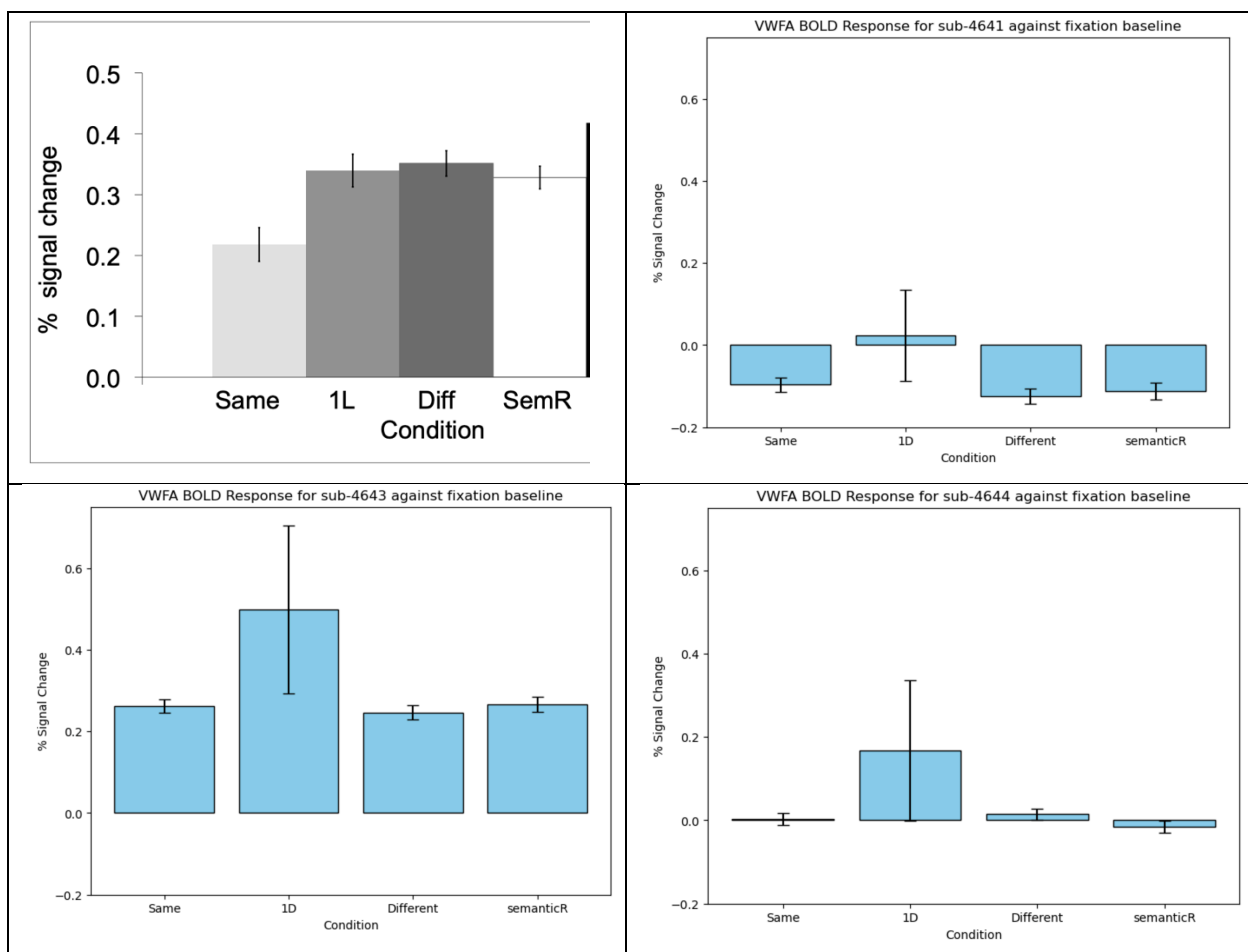 0.5
0.4
0.3
0.2
0.1
0.0
% signal change
Same 1L Diff SemR
Condition
VWFA BOLD Response for sub-4641 against fixation baseline
0.6
0.4
0.2
0.0
−0.2
% Signal Change
Same 1D Different semanticR
Condition
VWFA BOLD Response for sub-4643 against fixation baseline
0.6
0.4
0.2
0.0
−0.2
% Signal Change
Same 1D Different semanticR
Condition
VWFA BOLD Response for sub-4644 against fixation baseline
0.6
0.4
0.2
0.0
−0.2
% Signal Change
Same 1D Different semanticR
Condition